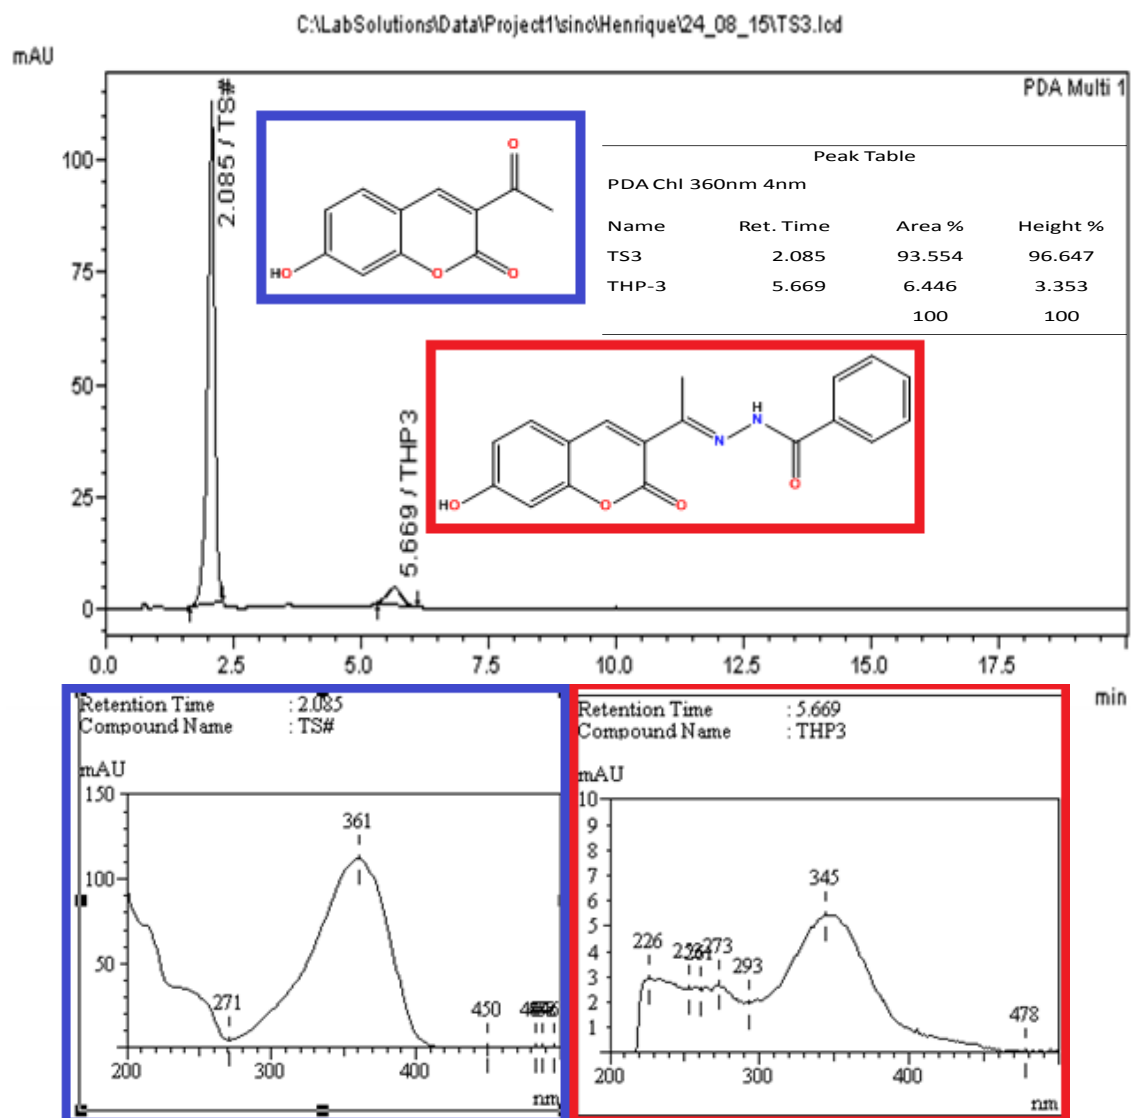 C:\LabSolutions\Data\Project1\sinc\Henrique\24_08_15\TS3.lcd
mAU
PDA Multi 1
2.085 / TS#
5.669 / THP3
100
75
50
25
0
0.0 2.5 5.0 7.5 10.0 12.5 15.0 17.5
min
O
HO O O
Peak Table
PDA Chl 360nm 4nm
Name Ret. Time Area % Height %
TS3 2.085 93.554 96.647
THP-3 5.669 6.446 3.353
100 100
H
N
N
O
HO O O
Retention Time : 2.085
Compound Name : TS#
mAU
150
100
50
361
271
450
200 300 400
nm
Retention Time : 5.669
Compound Name : THP3
mAU
10
9
8
7
6
5
4
3
2
1
345
226
273
293
478
200 300 400
nm